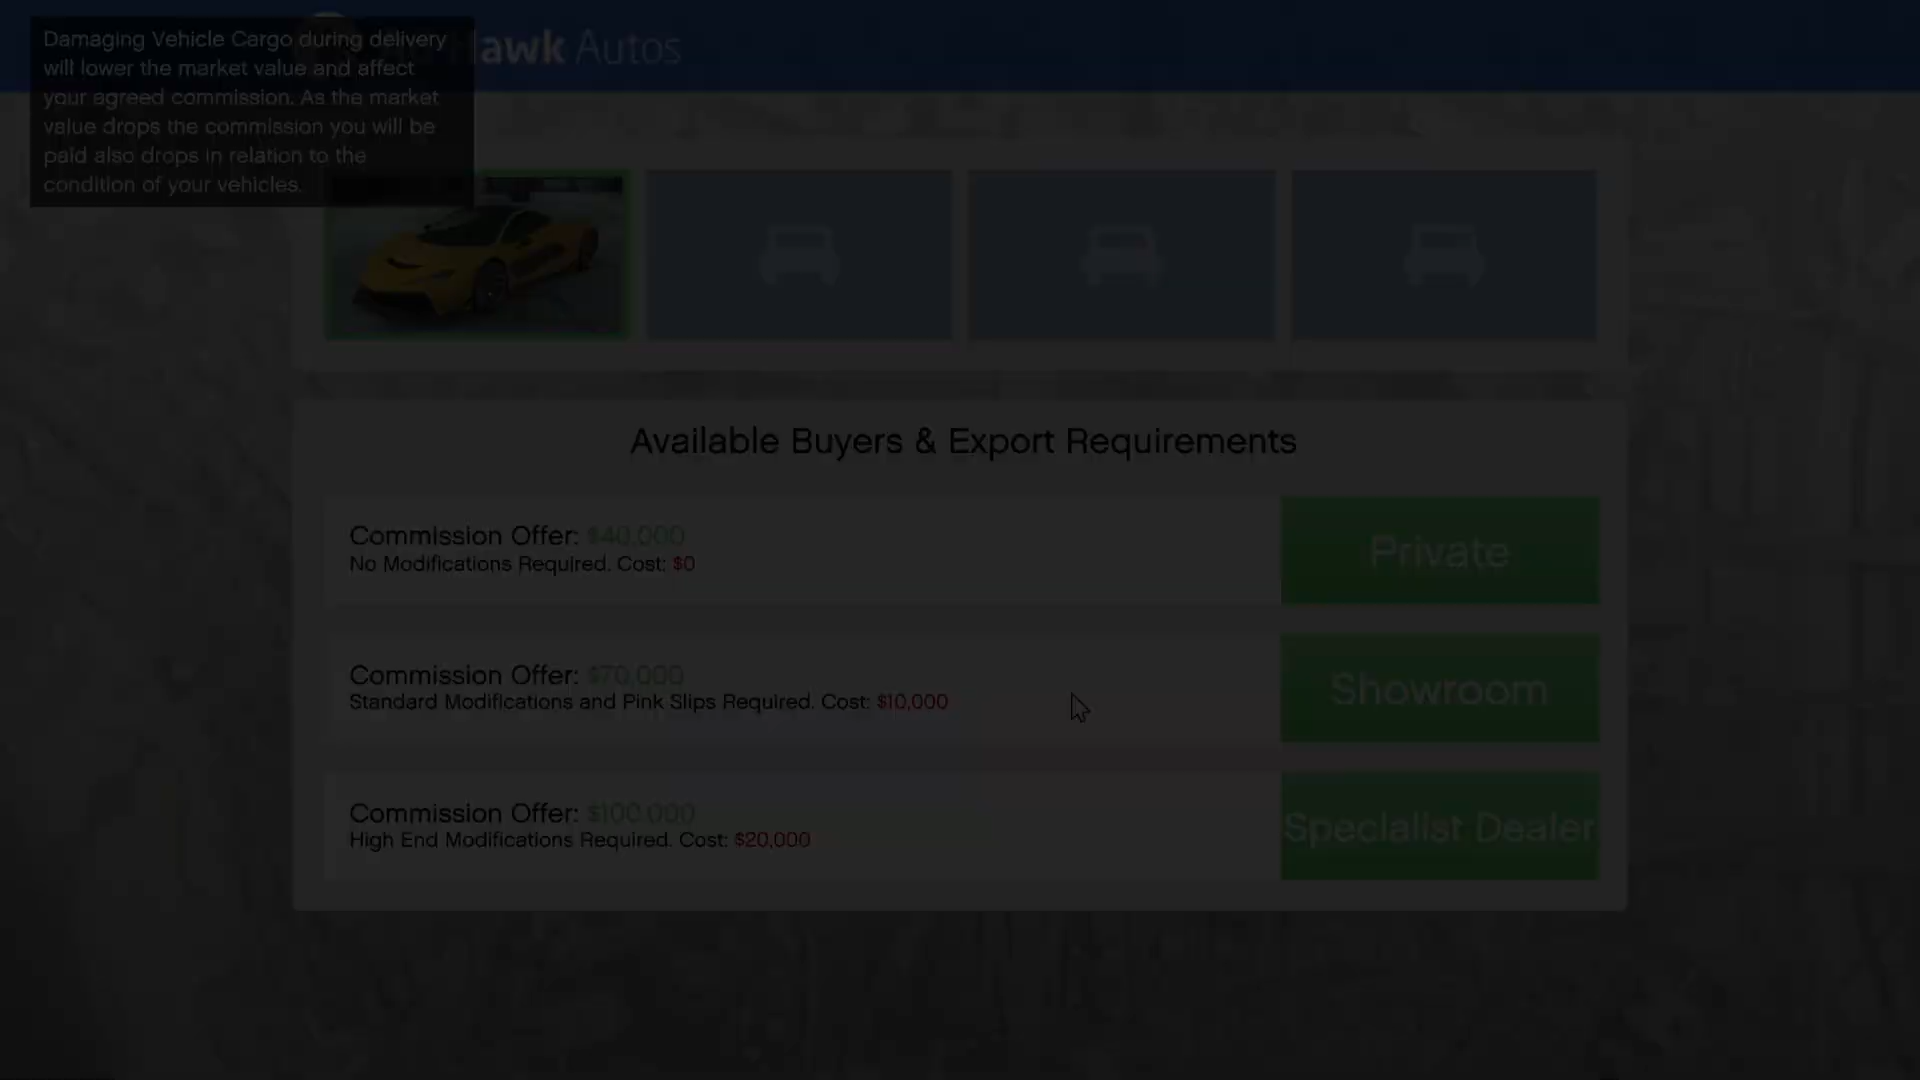 Damaging Vehicle Cargo during delivery
will lower the market value and affect
your agreed commission. As the market
value drops the commission you will be
paid also drops in relation to the
condition of your vehicles.
Hawk Autos
Available Buyers & Export Requirements
Commission Offer: $40,000
No Modifications Required. Cost: $0
Private
Commission Offer: $70,000
Standard Modifications and Pink Slips Required. Cost: $10,000
Showroom
Commission Offer: $100,000
High End Modifications Required. Cost: $20,000
Specialist Dealer